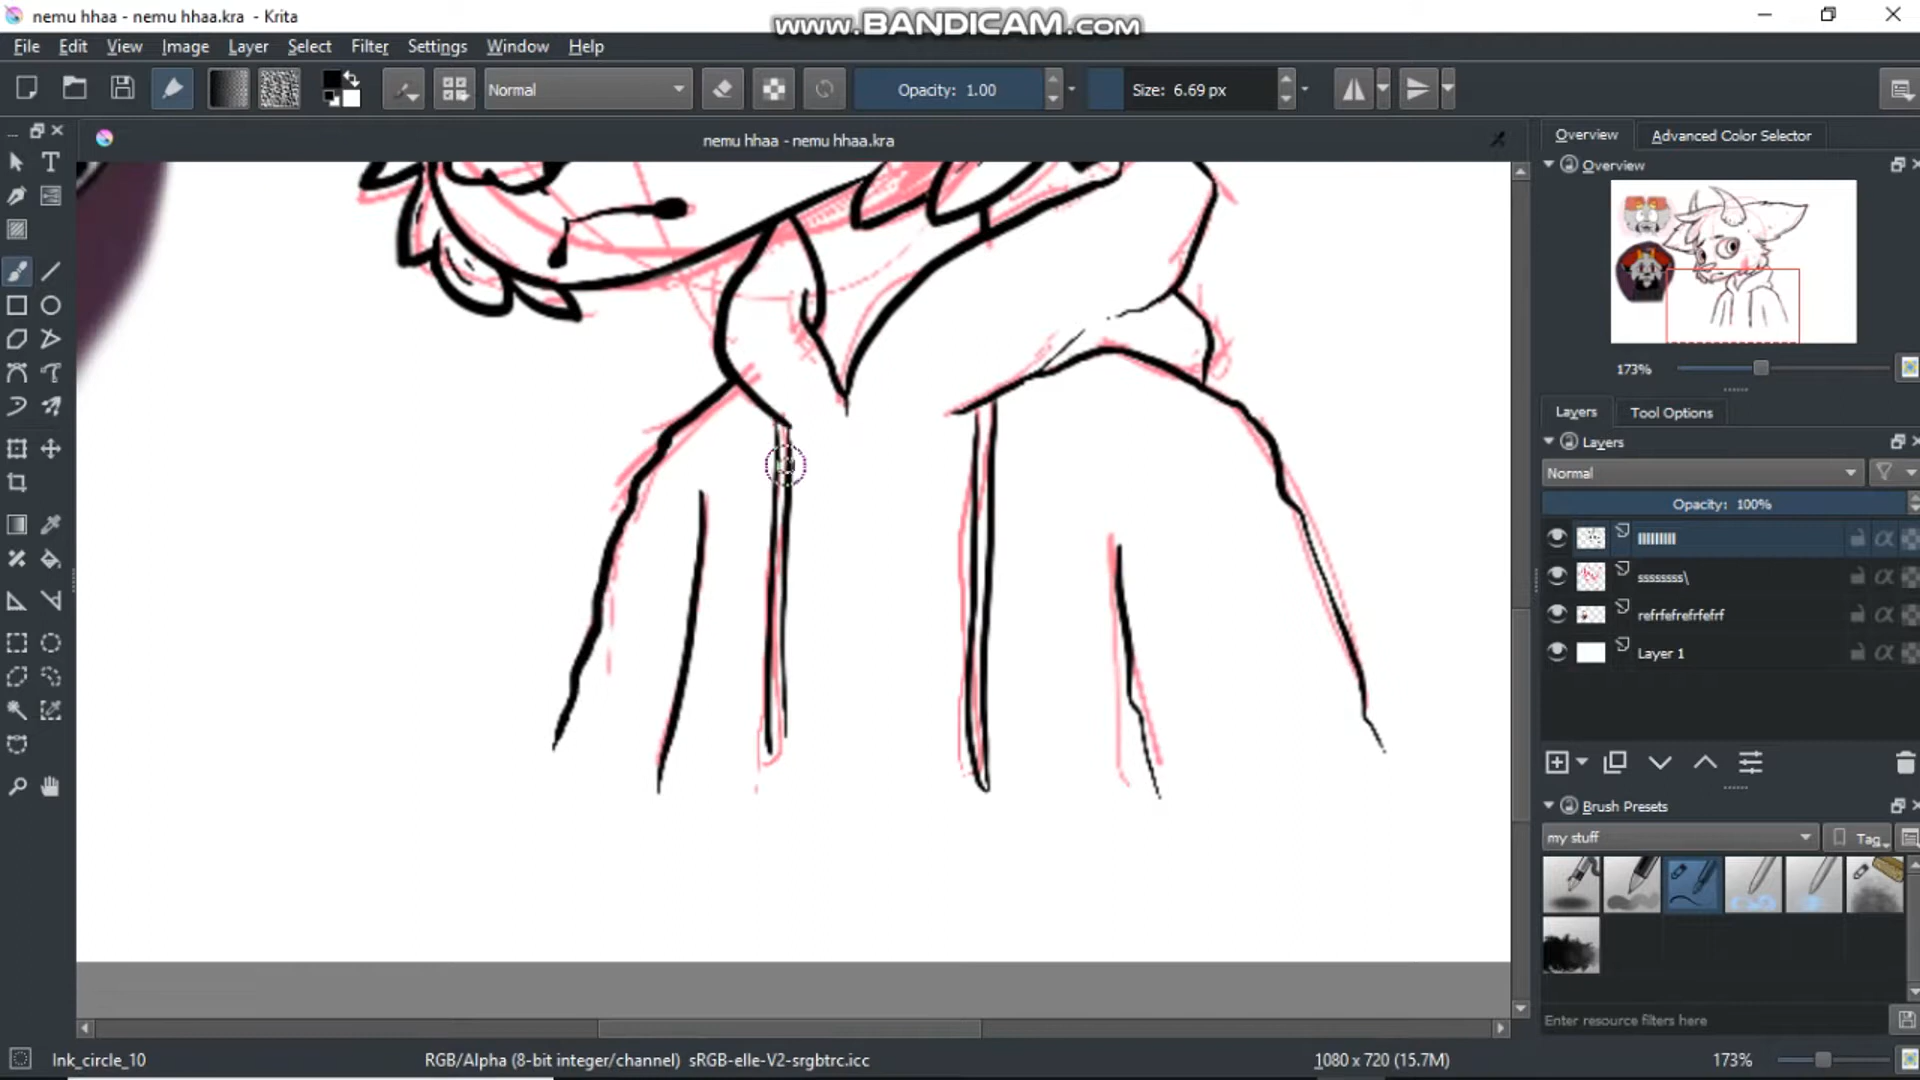 nemu hhaa - nemu hhaa.kra  - Krita
www.BANDICAM.com
File Edit View Image Layer Select Filter Settings Window Help
Normal
Opacity: 1.00
Size: 6.69 px
nemu hhaa - nemu hhaa.kra
Overview
Advanced Color Selector
Overview
173%
Layers
Tool Options
Layers
Normal
Opacity: 100%
llllllllll
ssssssss\
refrfefrefrfefrf
Layer 1
Brush Presets
my stuff
Tag
Enter resource filters here
Ink_circle_10
RGB/Alpha (8-bit integer/channel) sRGB-elle-V2-srgbtrc.icc
1080 x 720 (15.7M)
173%